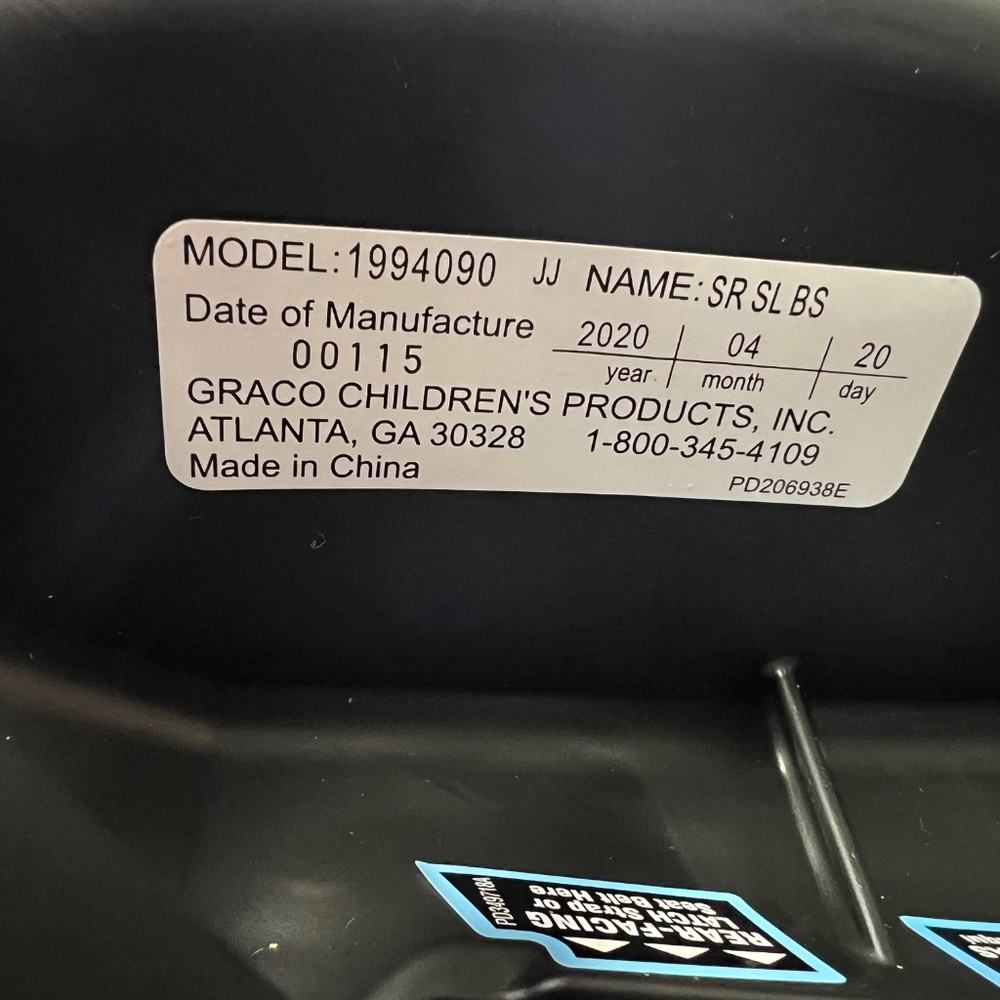 MODEL:1994090 JJ NAME: SR SL BS
Date of Manufacture 2020 / 04 / 20
00115 year / month / day
GRACO CHILDREN'S PRODUCTS, INC.
ATLANTA, GA 30328 1-800-345-4109
Made in China PD206938E
REAR-FACING
LATCH Strap or
Seat Belt Here
PD349718A